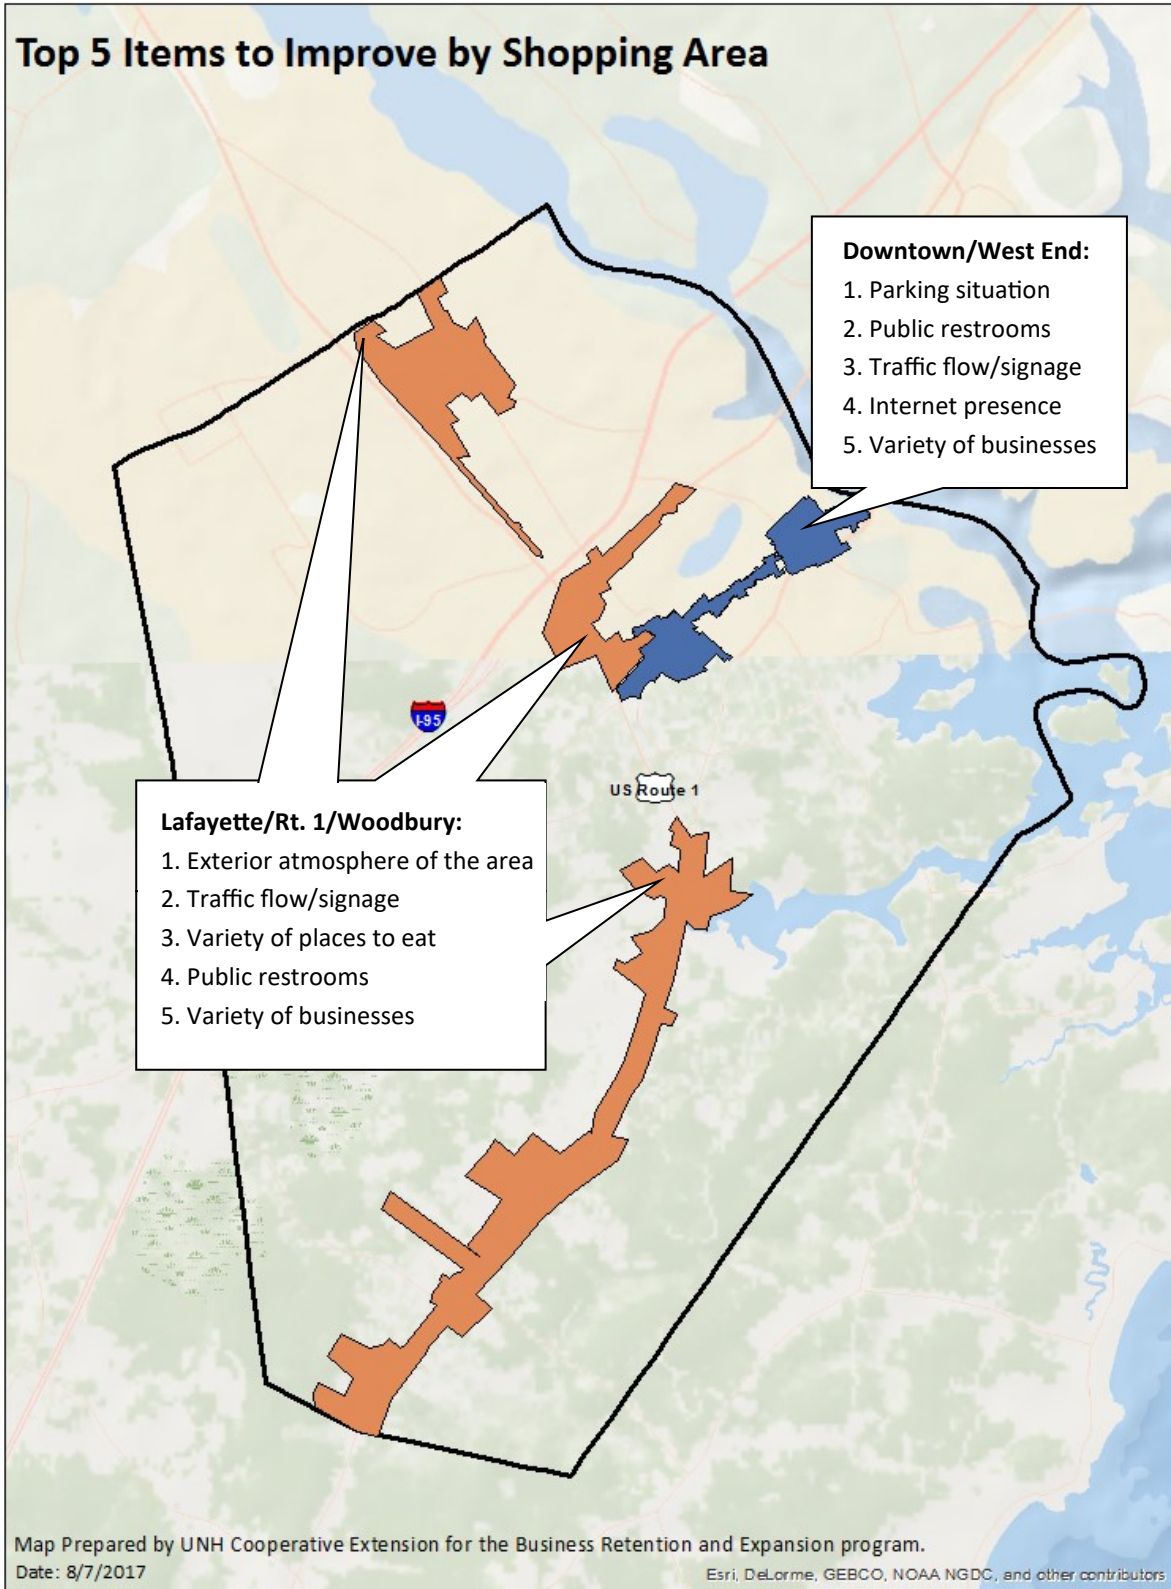 Top 5 Items to Improve by Shopping Area
Downtown/West End:
1. Parking situation
2. Public restrooms
3. Traffic flow/signage
4. Internet presence
5. Variety of businesses
I-95
US Route 1
Lafayette/Rt. 1/Woodbury:
1. Exterior atmosphere of the area
2. Traffic flow/signage
3. Variety of places to eat
4. Public restrooms
5. Variety of businesses
Map Prepared by UNH Cooperative Extension for the Business Retention and Expansion program.
Date: 8/7/2017
Esri, DeLorme, GEBCO, NOAA NGDC, and other contributors